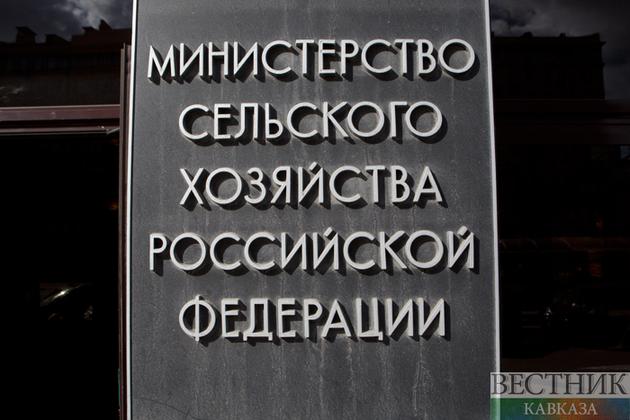 МИНИСТЕРСТВО
СЕЛЬСКОГО
ХОЗЯЙСТВА
РОССИЙСКОЙ
ФЕДЕРАЦИИ
ВЕСТНИК
КАВКАЗА